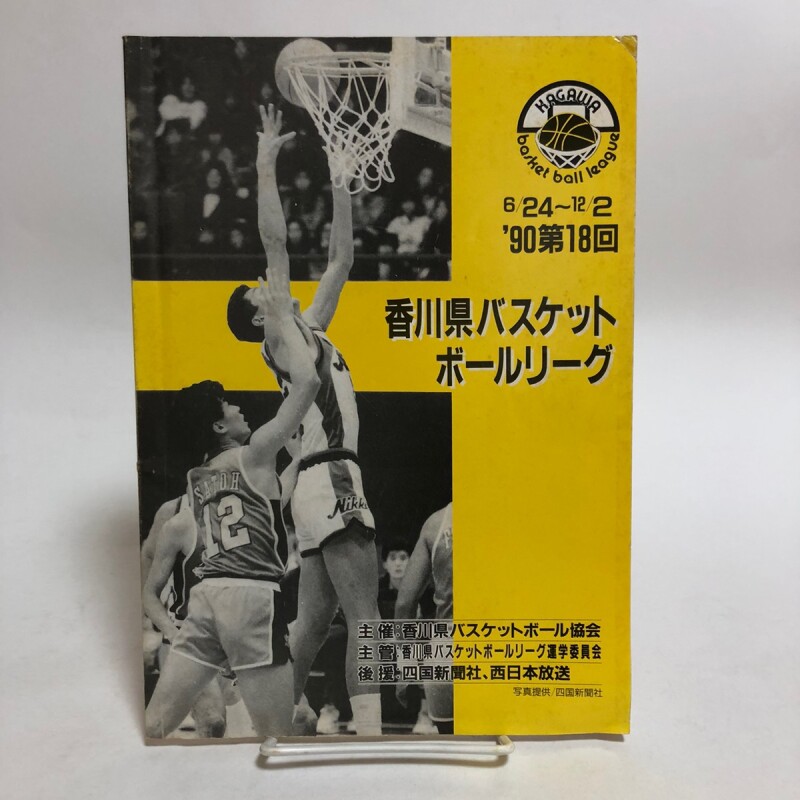 KAGAWA
basket ball league
6/24～12/2
'90第18回
香川県バスケット
ボールリーグ
SATOH
12
Nikk
主催:香川県バスケットボール協会
主管:香川県バスケットボールリーグ運学委員会
後援:四国新聞社、西日本放送
写真提供/四国新聞社